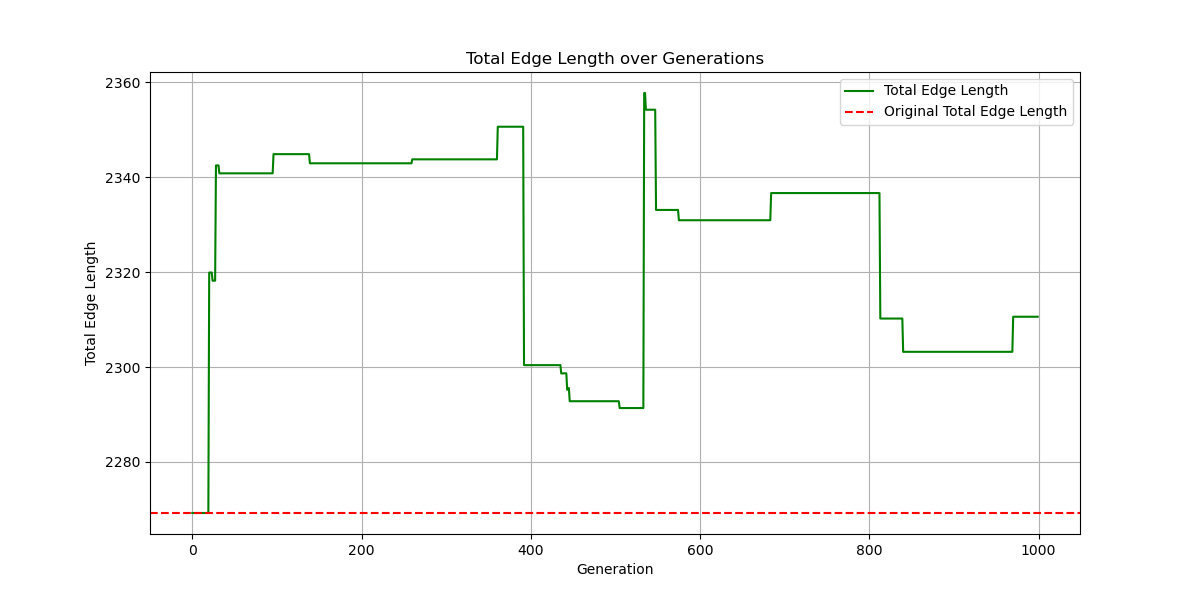 Total Edge Length over Generations
Total Edge Length
Original Total Edge Length
2360
2340
2320
2300
2280
Total Edge Length
0 200 400 600 800 1000
Generation